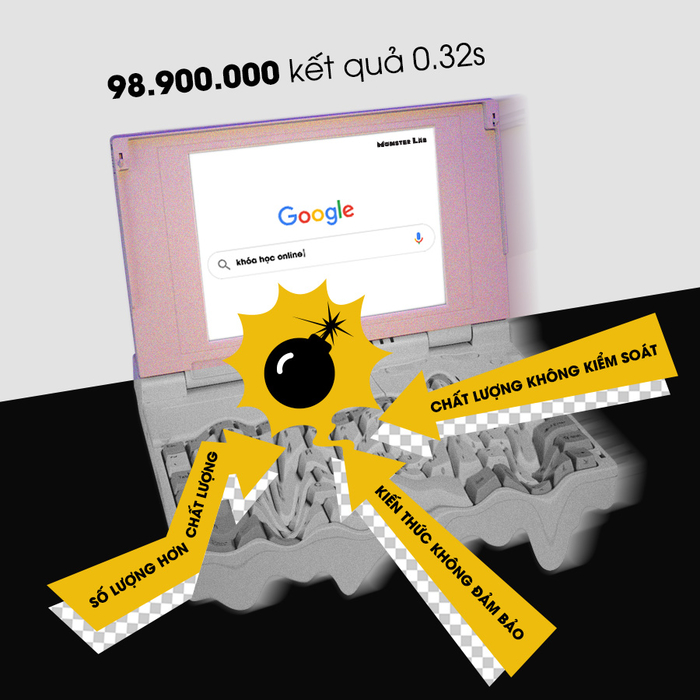 98.900.000 kết quả 0.32s
MONSTER LAB
Google
khóa học online
CHẤT LƯỢNG KHÔNG KIỂM SOÁT
SỐ LƯỢNG HƠN CHẤT LƯỢNG
KIẾN THỨC KHÔNG ĐẢM BẢO